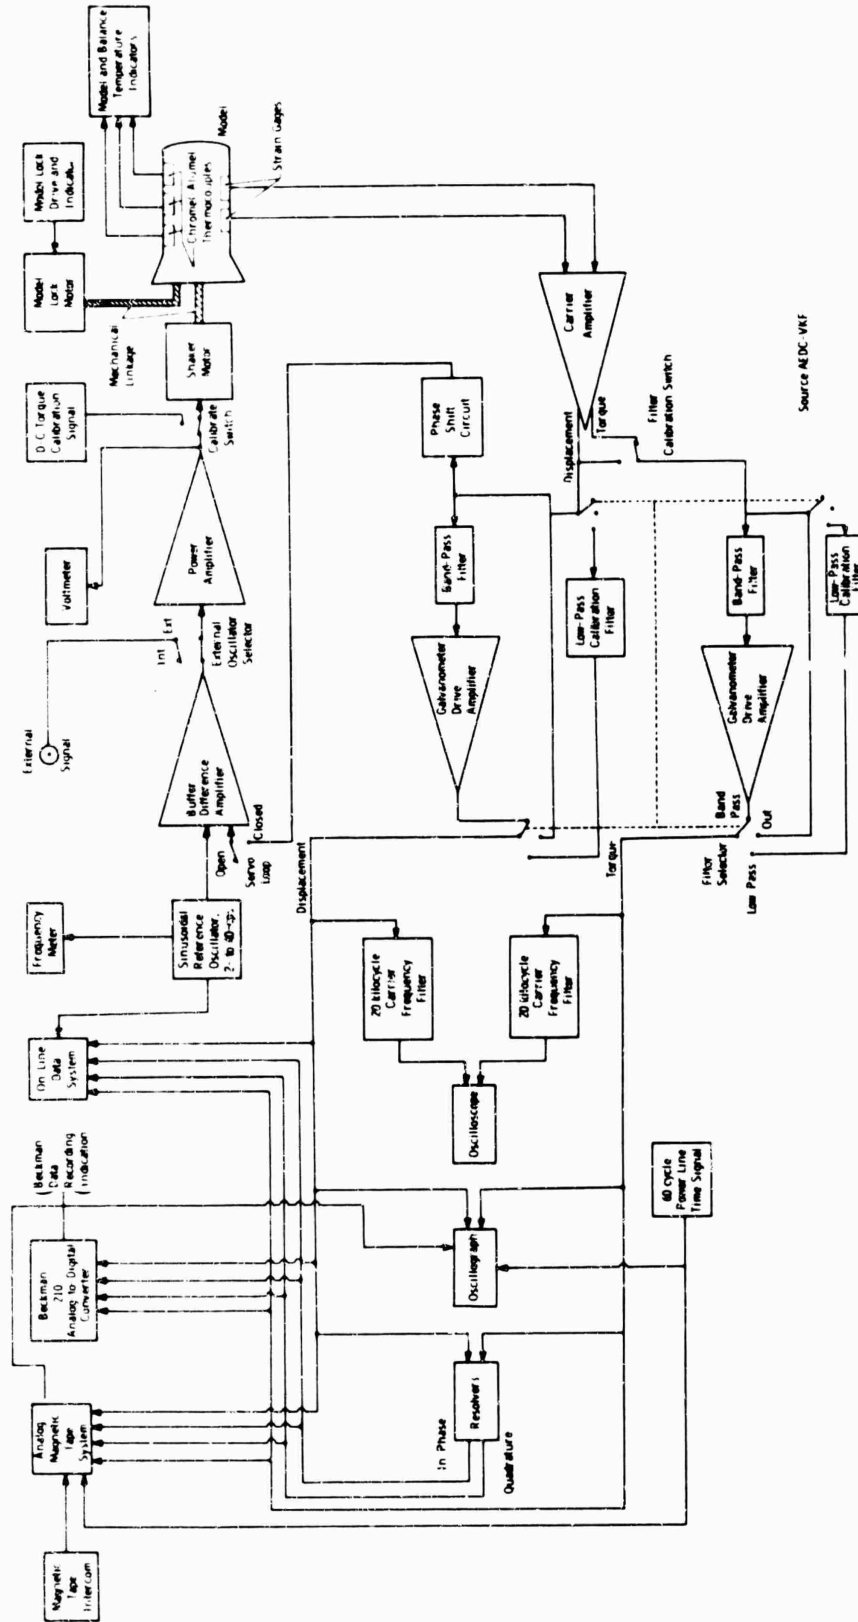 Magnetic
Tape
Intercom
Analog
Magnetic
Tape
System
Beckman
210
Analog to Digital
Converter
(Beckman
Data
Recording
(Indication
On Line
Data
System
Frequency
Meter
Sinusoidal
Reference
Oscillator,
2- to 40-cps
Open
Servo
Loop
Closed
Buffer
Difference
Amplifier
External
Signal
Int
Ext
External
Oscillator
Selector
Voltmeter
Power
Amplifier
D C Torque
Calibration
Signal
Calibrate
Switch
Mechanical
Linkage
Shaker
Motor
Model
Lock
Motor
Model Lock
Drive and
Model and Balance
Temperature
Indicators
Chromel Alumel
Thermocouples
Model
Strain Gages
Displacement
20 kilocycle
Carrier
Frequency
Filter
20 kilocycle
Carrier
Frequency
Filter
Oscilloscope
Oscillograph
Resolvers
In Phase
Quadrature
60 cycle
Power Line
Time Signal
Galvanometer
Drive
Amplifier
Band-Pass
Filter
Phase
Shift
Circuit
Low-Pass
Calibration
Filter
Displacement
Torque
Carrier
Amplifier
Filter
Calibration Switch
Torque
Filter
Selector
Band
Pass
Out
Low Pass
Galvanometer
Drive
Amplifier
Band-Pass
Filter
Low-Pass
Calibration
Filter
Source AEDC-VKF